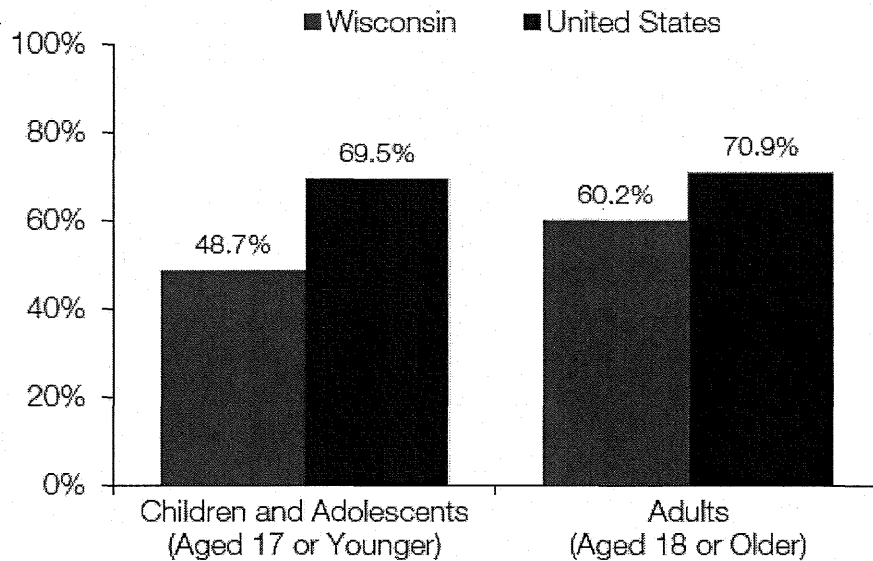 Wisconsin United States
100%
80%
60%
40%
20%
0%
48.7%
69.5%
60.2%
70.9%
Children and Adolescents
(Aged 17 or Younger)
Adults
(Aged 18 or Older)